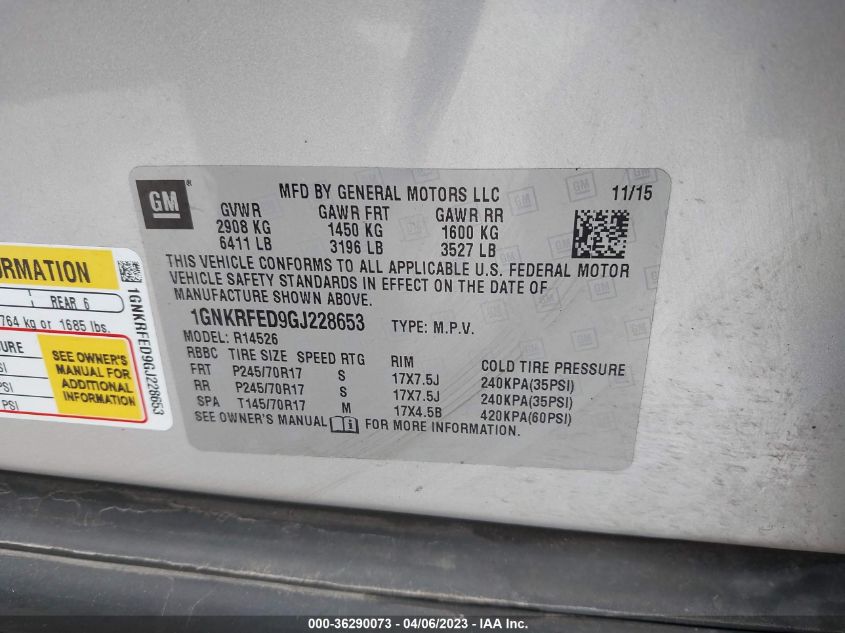 GM
MFD BY GENERAL MOTORS LLC 11/15
GVWR GAWR FRT GAWR RR
2908 KG 1450 KG 1600 KG
6411 LB 3196 LB 3527 LB
THIS VEHICLE CONFORMS TO ALL APPLICABLE U.S. FEDERAL MOTOR
VEHICLE SAFETY STANDARDS IN EFFECT ON THE DATE OF
MANUFACTURE SHOWN ABOVE.
1GNKRFED9GJ228653 TYPE: M.P.V.
MODEL: R14526
RBBC TIRE SIZE SPEED RTG RIM COLD TIRE PRESSURE
FRT P245/70R17 S 17X7.5J 240KPA(35PSI)
RR P245/70R17 S 17X7.5J 240KPA(35PSI)
SPA T145/70R17 M 17X4.5B 420KPA(60PSI)
SEE OWNER'S MANUAL FOR MORE INFORMATION.
ORMATION
REAR 6
764 kg or 1685 lbs.
URE
SI
PSI
PSI
SEE OWNER'S
MANUAL FOR
ADDITIONAL
INFORMATION
1GNKRFED9GJ228653
000-36290073 - 04/06/2023 - IAA Inc.